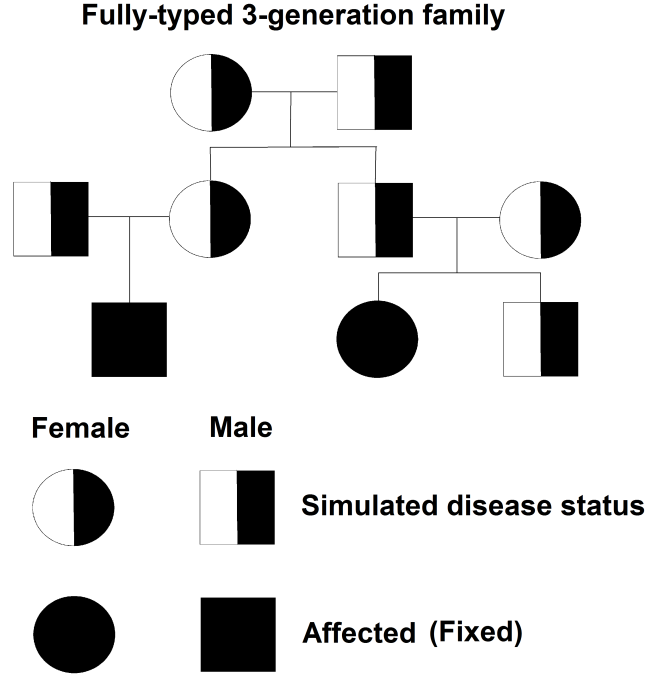 Fully-typed 3-generation family
Female Male
Simulated disease status
Affected (Fixed)